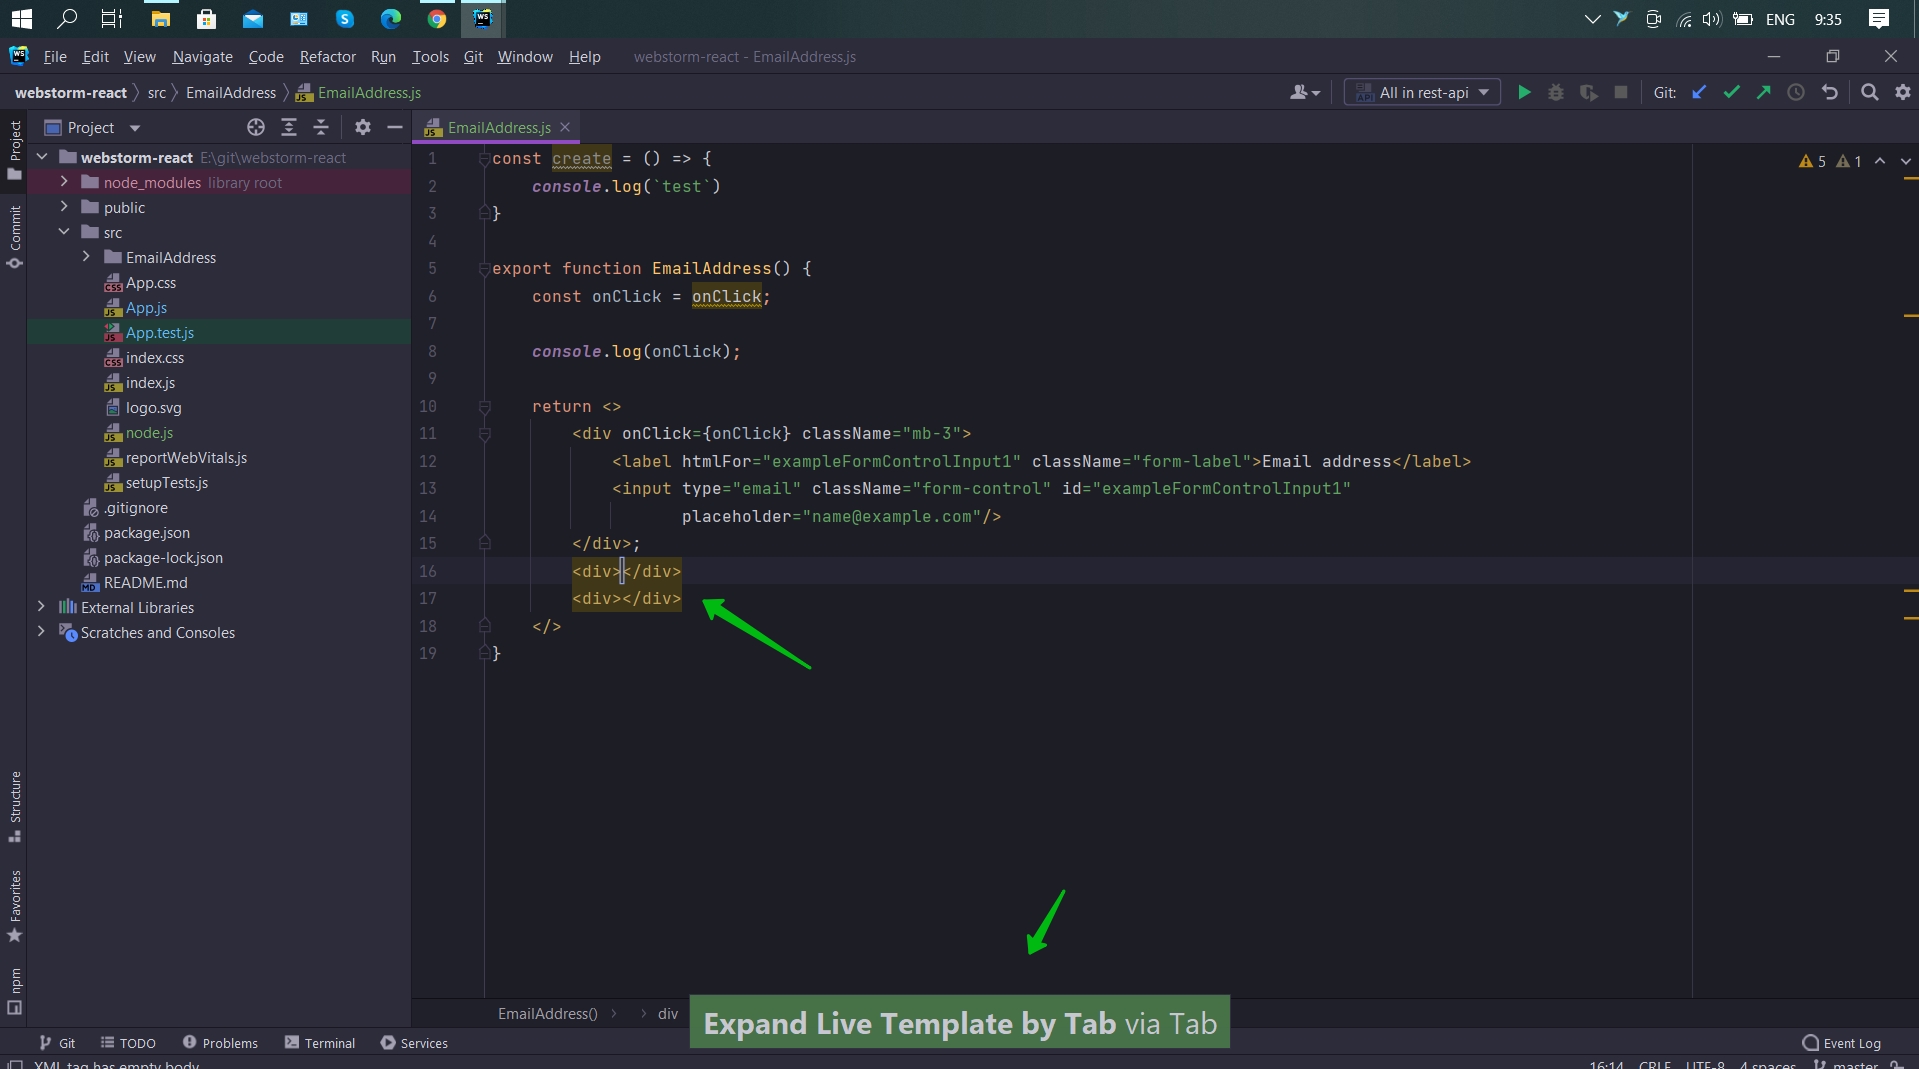 ENG 9:35
File Edit View Navigate Code Refactor Run Tools Git Window Help webstorm-react - EmailAddress.js
webstorm-react src EmailAddress EmailAddress.js All in rest-api Git:
Project
Project
EmailAddress.js
webstorm-react E:\git\webstorm-react
node_modules library root
public
src
EmailAddress
App.css
App.js
App.test.js
index.css
index.js
logo.svg
node.js
reportWebVitals.js
setupTests.js
.gitignore
package.json
package-lock.json
README.md
External Libraries
Scratches and Consoles
Commit
Structure
Favorites
npm
5 1
1 const create = () => {
2 console.log(`test`)
3 }
4
5 export function EmailAddress() {
6 const onClick = onClick;
7
8 console.log(onClick);
9
10 return <>
11 <div onClick={onClick} className="mb-3">
12 <label htmlFor="exampleFormControlInput1" className="form-label">Email address</label>
13 <input type="email" className="form-control" id="exampleFormControlInput1"
14 placeholder="name@example.com"/>
15 </div>;
16 <div></div>
17 <div></div>
18 </>
19 }
EmailAddress() div
Expand Live Template by Tab via Tab
Git TODO Problems Terminal Services Event Log
XML tag has empty body 16:14 CRLF UTF-8 4 spaces master